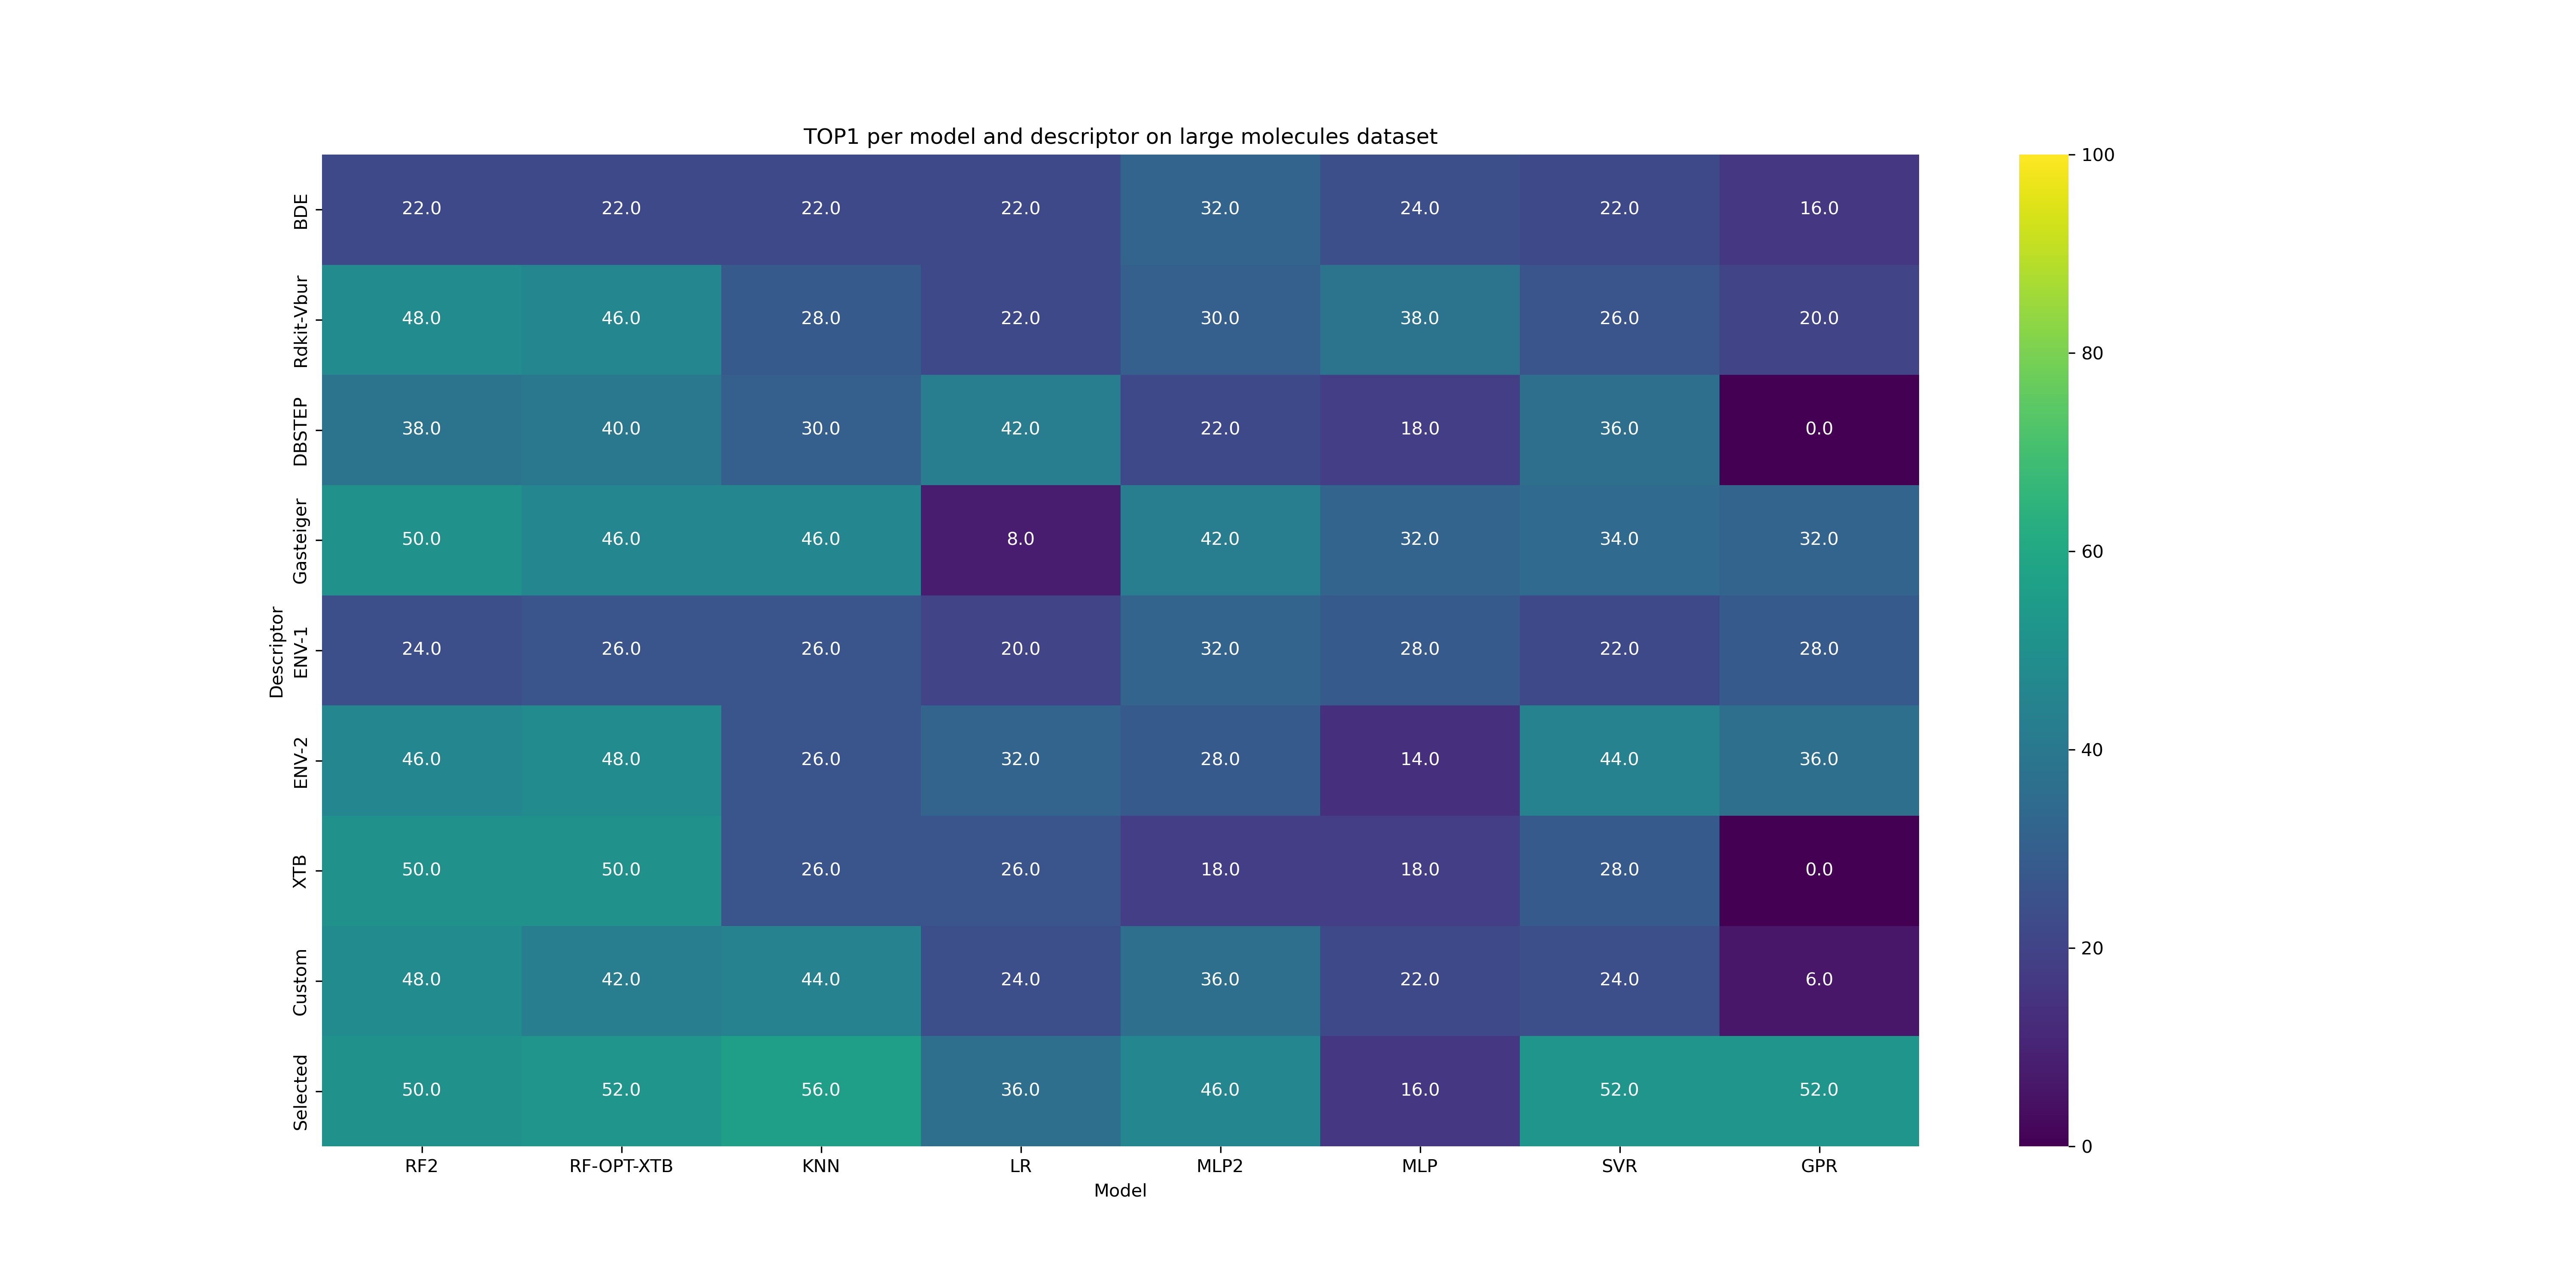 TOP1 per model and descriptor on large molecules dataset
Descriptor
BDE 22.0 22.0 22.0 22.0 32.0 24.0 22.0 16.0
Rdkit-Vbur 48.0 46.0 28.0 22.0 30.0 38.0 26.0 20.0
DBSTEP 38.0 40.0 30.0 42.0 22.0 18.0 36.0 0.0
Gasteiger 50.0 46.0 46.0 8.0 42.0 32.0 34.0 32.0
ENV-1 24.0 26.0 26.0 20.0 32.0 28.0 22.0 28.0
ENV-2 46.0 48.0 26.0 32.0 28.0 14.0 44.0 36.0
XTB 50.0 50.0 26.0 26.0 18.0 18.0 28.0 0.0
Custom 48.0 42.0 44.0 24.0 36.0 22.0 24.0 6.0
Selected 50.0 52.0 56.0 36.0 46.0 16.0 52.0 52.0
RF2 RF-OPT-XTB KNN LR MLP2 MLP SVR GPR
Model
100
80
60
40
20
0